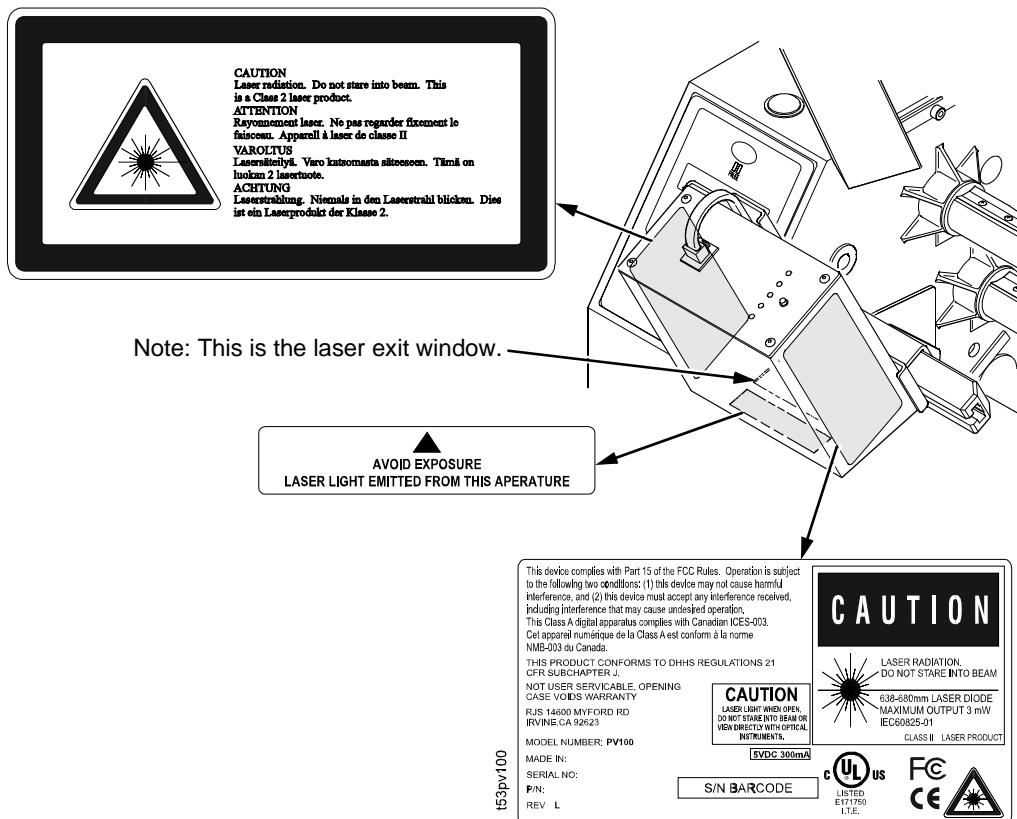 CAUTION
Laser radiation. Do not stare into beam. This
is a Class 2 laser product.
ATTENTION
Rayonnement laser. Ne pas regarder fixement le
faisceau. Appareil à laser de classe II
VAROLTUS
Lasersäteilyä. Varo katsomasta säteeseen. Tämä on
luokan 2 lasertuote.
ACHTUNG
Laserstrahlung. Niemals in den Laserstrahl blicken. Dies
ist ein Laserprodukt der Klasse 2.
Note: This is the laser exit window.
AVOID EXPOSURE
LASER LIGHT EMITTED FROM THIS APERATURE
This device complies with Part 15 of the FCC Rules. Operation is subject
to the following two conditions: (1) this device may not cause harmful
interference, and (2) this device must accept any interference received,
including interference that may cause undesired operation.
This Class A digital apparatus complies with Canadian ICES-003.
Cet appareil numérique de la Class A est conform à la norme
NMB-003 du Canada.
THIS PRODUCT CONFORMS TO DHHS REGULATIONS 21
CFR SUBCHAPTER J.
NOT USER SERVICABLE, OPENING
CASE VOIDS WARRANTY
RJS 14600 MYFORD RD
IRVINE, CA 92623
MODEL NUMBER: PV100
MADE IN:
SERIAL NO:
P/N:
REV L
CAUTION
LASER LIGHT WHEN OPEN,
DO NOT STARE INTO BEAM OR
VIEW DIRECTLY WITH OPTICAL
INSTRUMENTS.
5VDC 300mA
S/N BARCODE
CAUTION
LASER RADIATION.
DO NOT STARE INTO BEAM
638-680mm LASER DIODE
MAXIMUM OUTPUT 3 mW
IEC60825-01
CLASS II LASER PRODUCT
C UL US
LISTED
E171750
I.T.E.
FC
CE
t53pv100